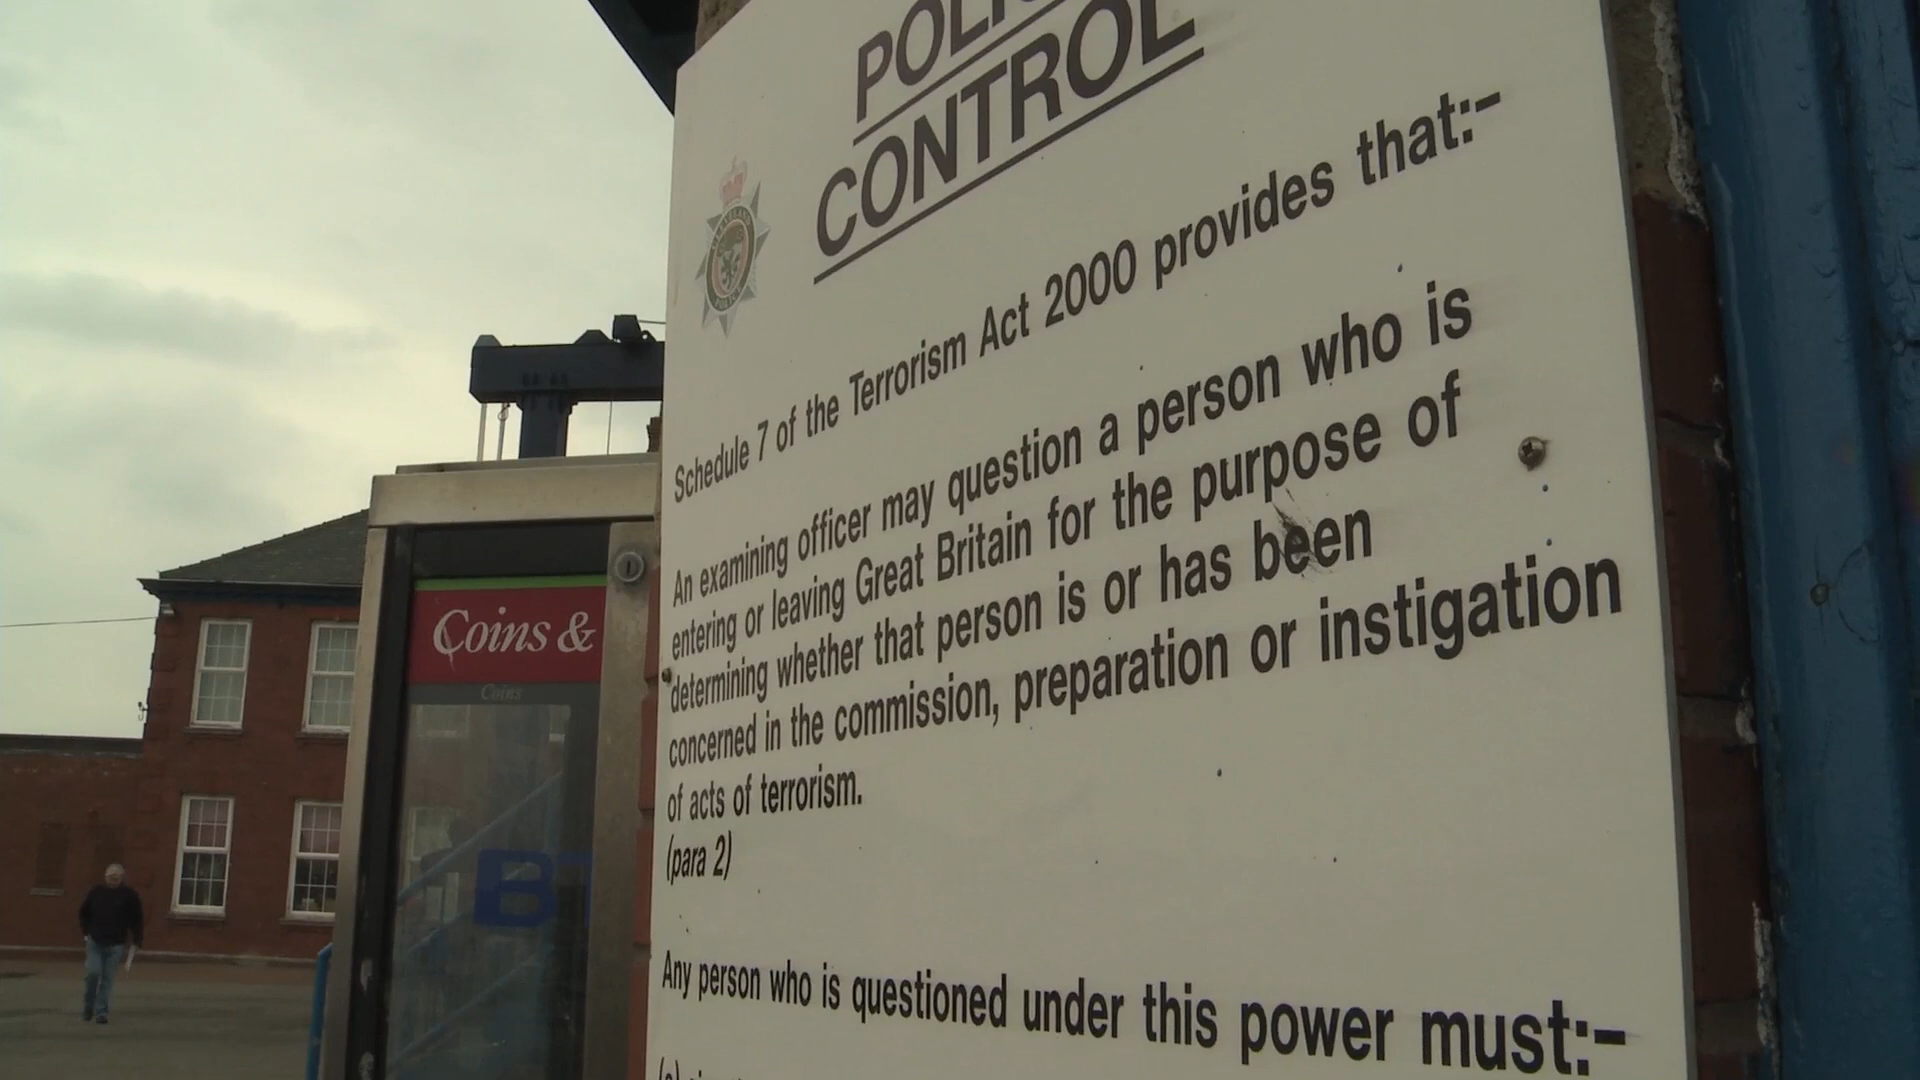 CONTROL
Schedule 7 of the Terrorism Act 2000 provides that:-
An examining officer may question a person who is
entering or leaving Great Britain for the purpose of
determining whether that person is or has been
concerned in the commission, preparation or instigation
of acts of terrorism.
(para 2)
Any person who is questioned under this power must:-
Coins &
Coins
BT